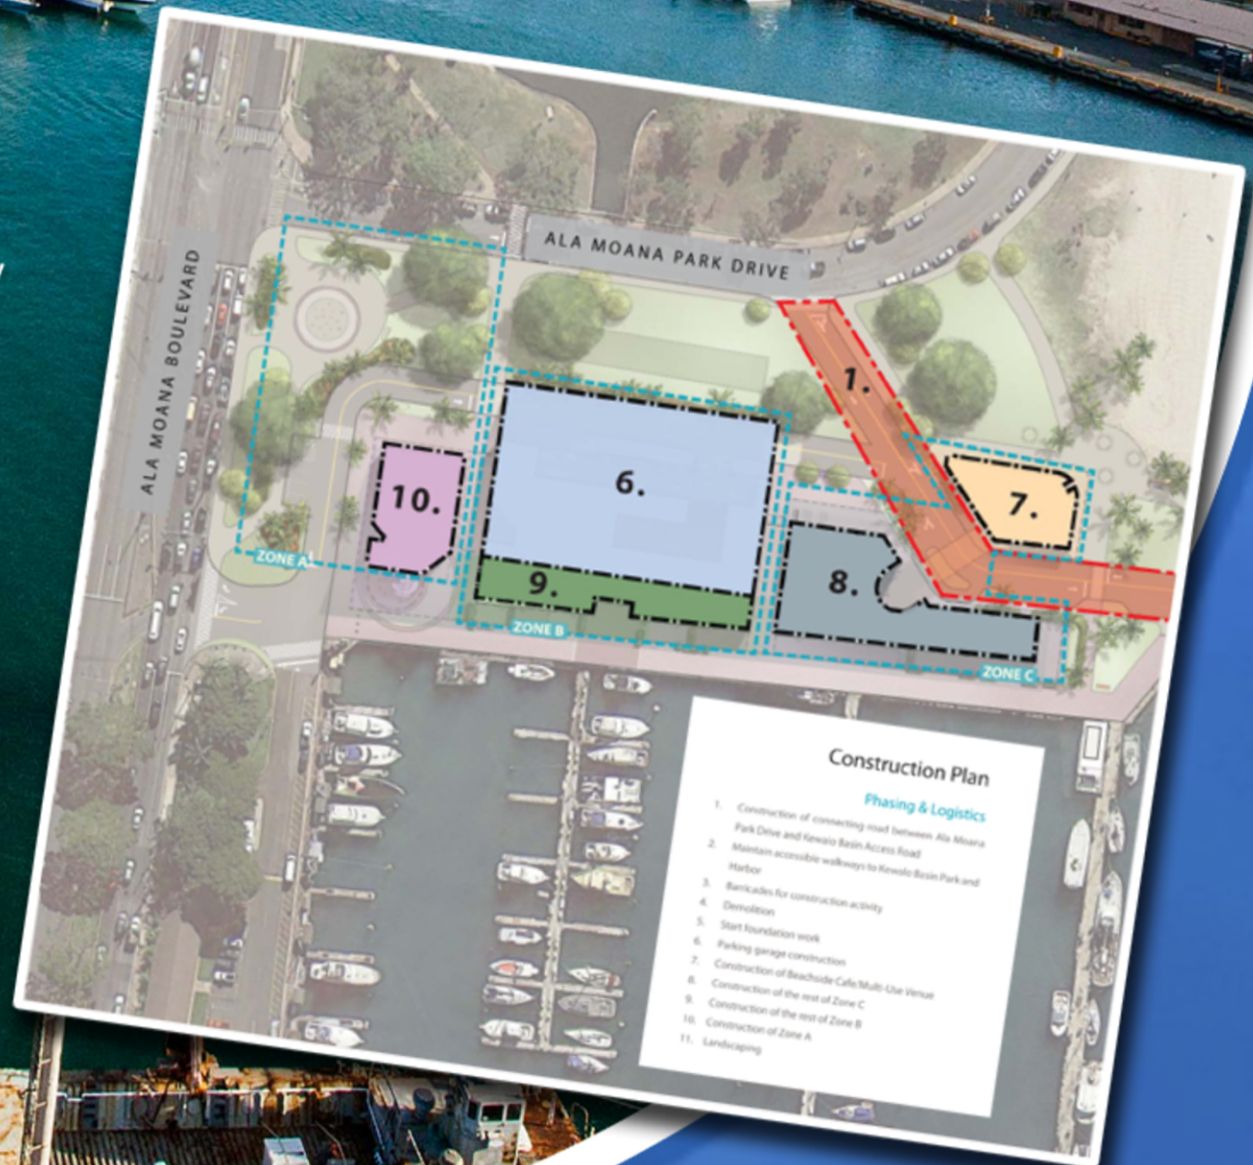 ALA MOANA BOULEVARD
ALA MOANA PARK DRIVE
1.
10.
6.
7.
9.
8.
ZONE A
ZONE B
ZONE C
Construction Plan
Phasing & Logistics
1. Construction of connecting road between Ala Moana
Park Drive and Kewalo Basin Access Road
2. Maintain accessible walkways to Kewalo Basin Park and
Harbor
3. Barricades for construction activity
4. Demolition
5. Start foundation work
6. Parking garage construction
7. Construction of Beachside Cafe/Multi-Use Venue
8. Construction of the rest of Zone C
9. Construction of the rest of Zone B
10. Construction of Zone A
11. Landscaping